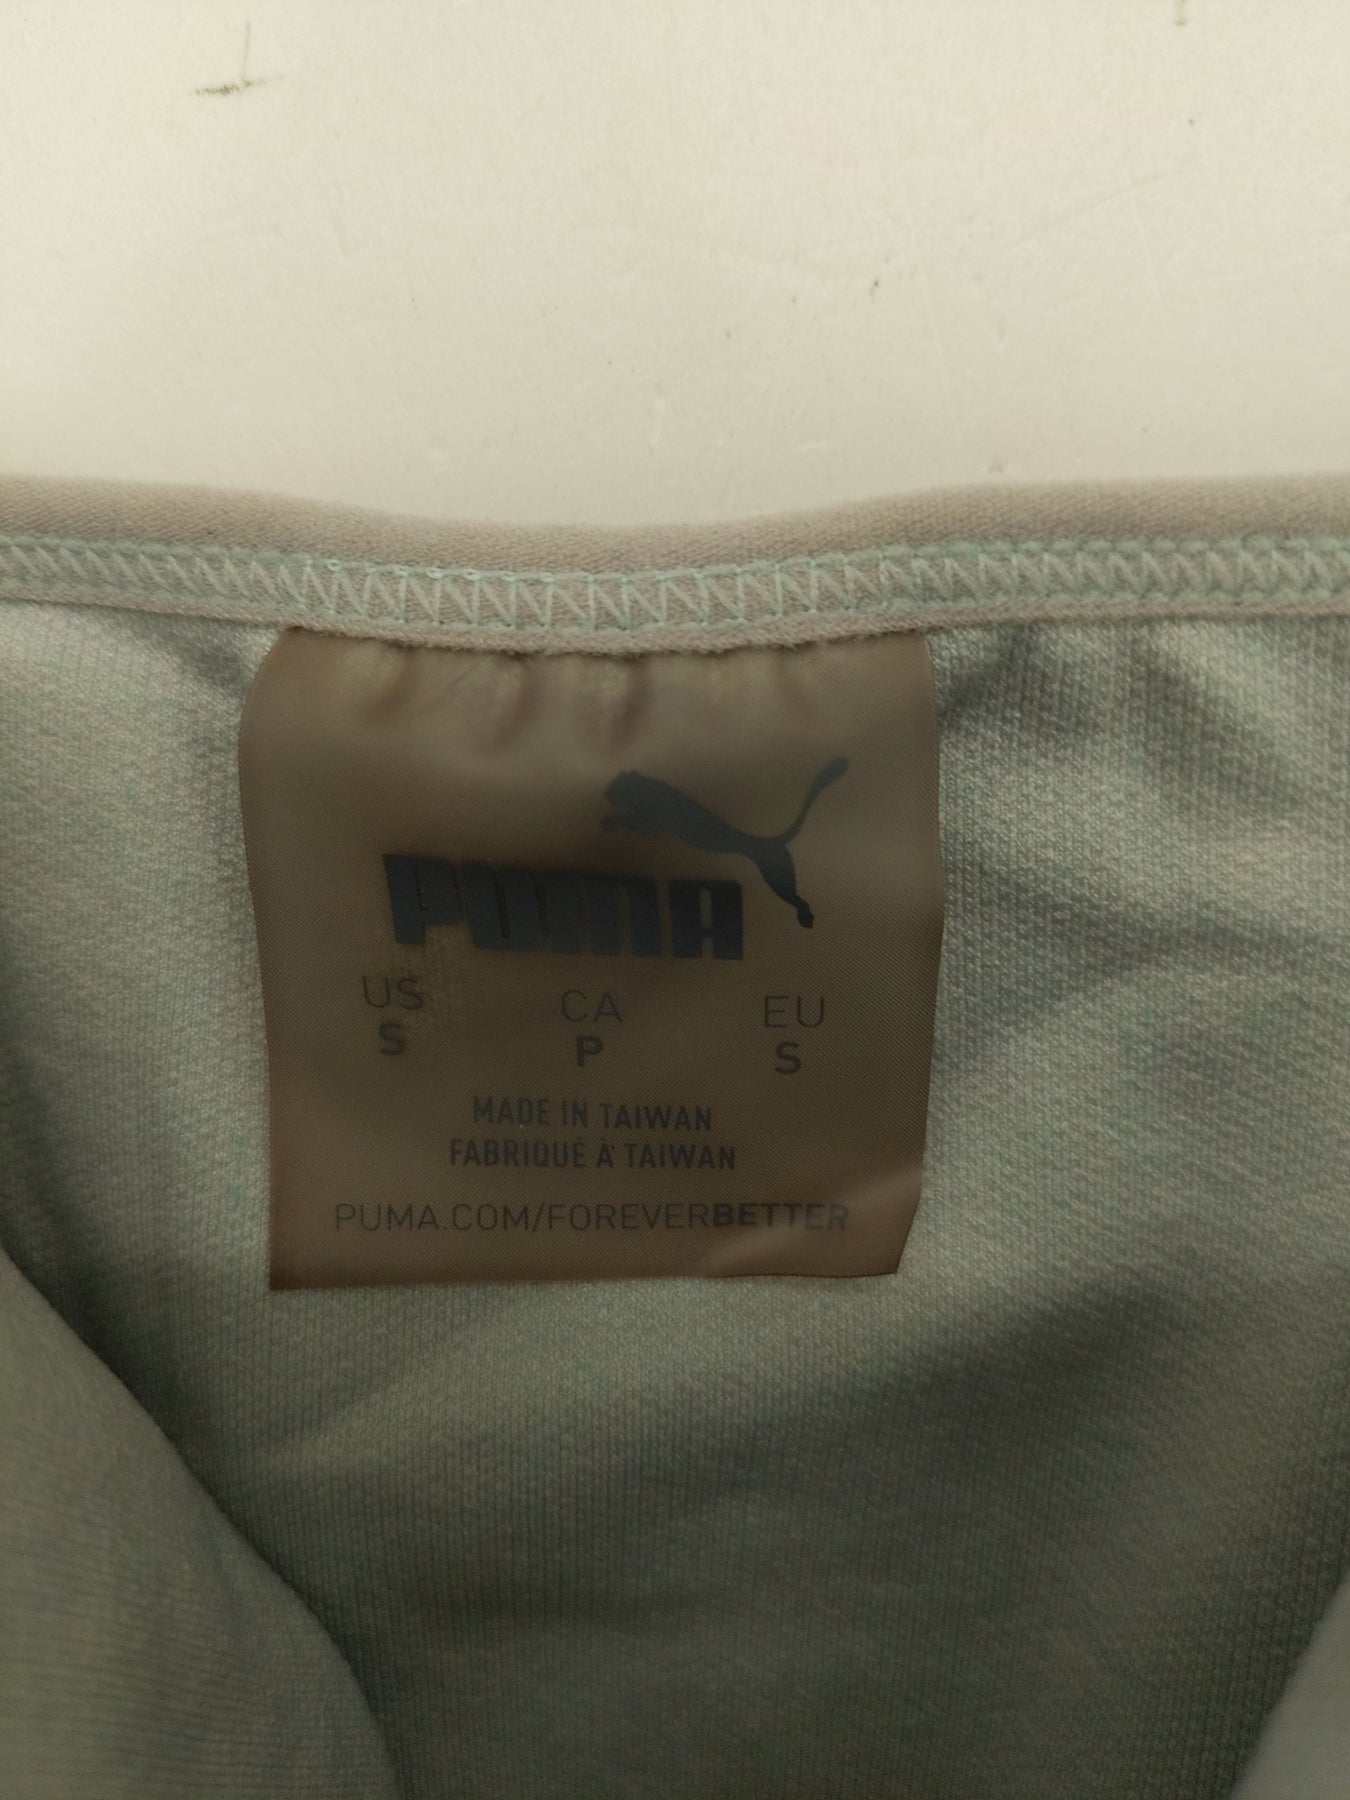 PUMA
US CA EU
S P S
MADE IN TAIWAN
FABRIQUÉ À TAIWAN
PUMA.COM/FOREVERBETTER